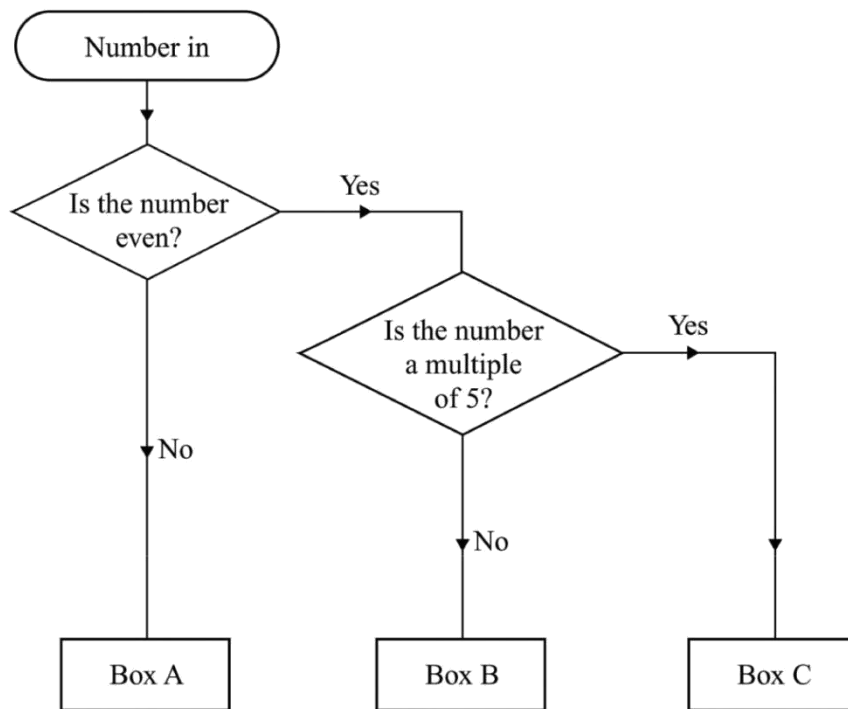 Number in
Is the number
even?
Yes
Is the number
a multiple
of 5?
Yes
No
No
Box A
Box B
Box C